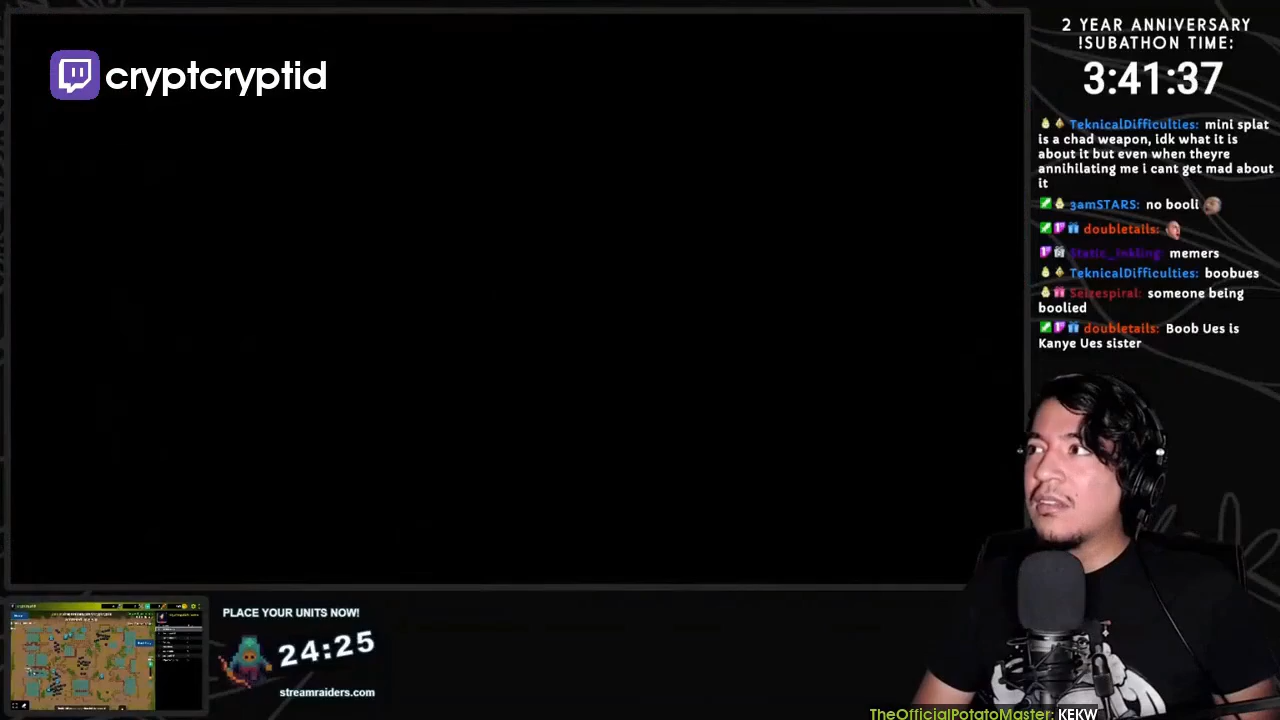 cryptcryptid
2 YEAR ANNIVERSARY
!SUBATHON TIME:
3:41:37
TeknicalDifficulties: mini splat
is a chad weapon, idk what it is
about it but even when theyre
annihilating me i cant get mad about
it
3amSTARS: no booli
doubletails:
Static_Inkling: memers
TeknicalDifficulties: boobues
Seizespiral: someone being
boolied
doubletails: Boob Ues is
Kanye Ues sister
PLACE YOUR UNITS NOW!
24:25
streamraiders.com
TheOfficialPotatoMaster: KEKW